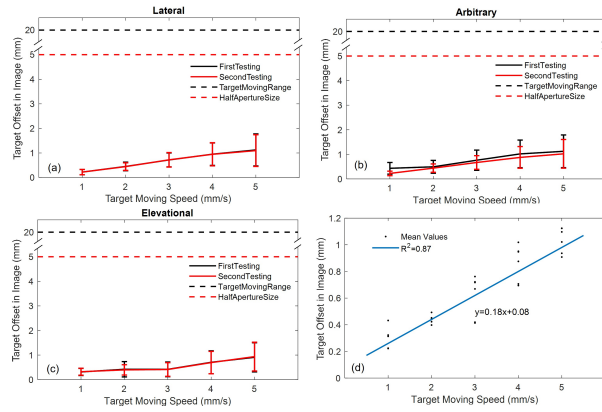 Lateral
20
5
4
3
2
1
0
FirstTesting
SecondTesting
TargetMovingRange
HalfApertureSize
(a)
1 2 3 4 5
Target Moving Speed (mm/s)
Target Offset in Image (mm)
Arbitrary
20
5
4
3
2
1
0
FirstTesting
SecondTesting
TargetMovingRange
HalfApertureSize
(b)
1 2 3 4 5
Target Moving Speed (mm/s)
Target Offset in Image (mm)
Elevational
20
5
4
3
2
1
0
FirstTesting
SecondTesting
TargetMovingRange
HalfApertureSize
(c)
1 2 3 4 5
Target Moving Speed (mm/s)
Target Offset in Image (mm)
1.2
1
0.8
0.6
0.4
0.2
0
Mean Values
R²=0.87
y=0.18x+0.08
(d)
1 2 3 4 5
Target Moving Speed (mm/s)
Target Offset in Image (mm)